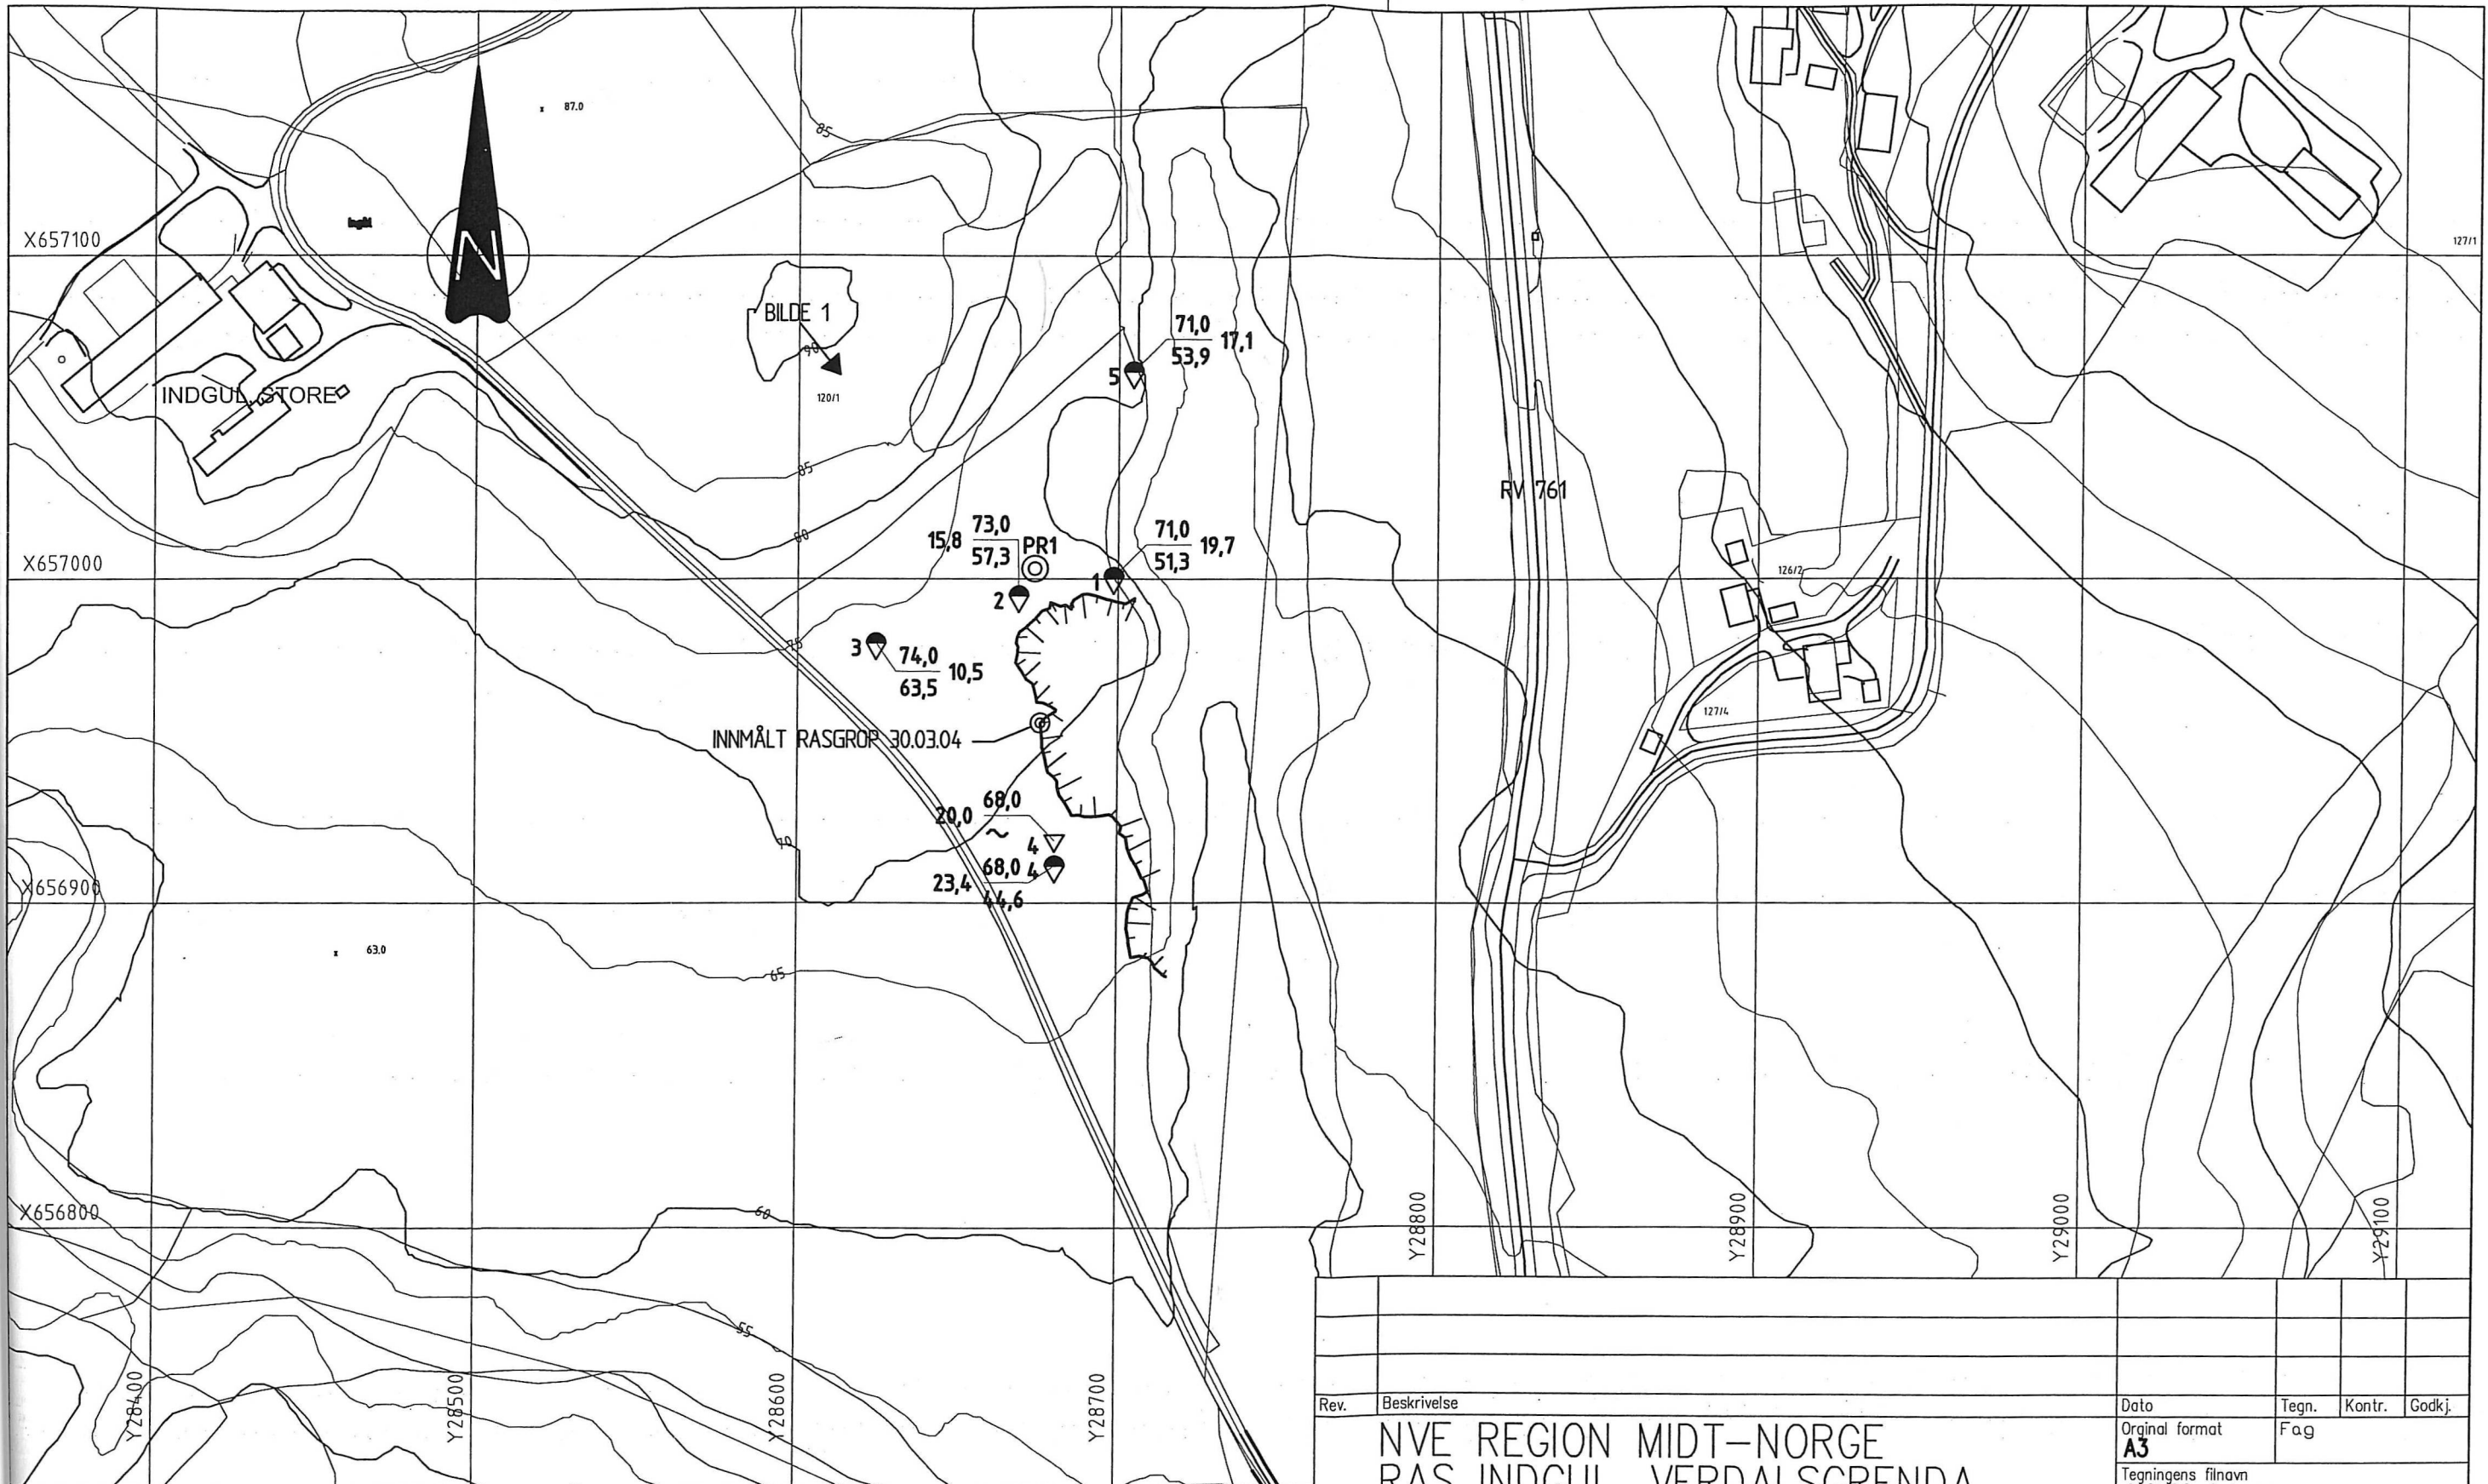 87.0
85
X657100
N
127/1
BILDE 1
90
71,0
53,9 17,1
5
INDGUL, STORE
120/1
85
RV 761
80
73,0
15,8
57,3
PR1
71,0
51,3 19,7
X657000
1
2
126/2
75
3
74,0
63,5 10,5
127/4
INNMÅLT RASGROP 30.03.04
68,0
20,0
~
4
70
68,0
4
23,4
44,6
X656900
63.0
65
X656800
60
Y28800
Y28900
Y29000
Y29100
55
Y28400
Y28500
Y28600
Y28700
Rev. Beskrivelse Dato Tegn. Kontr. Godkj.
NVE REGION MIDT-NORGE
RAS INDGUL, VERDALSGRENDA
Orginal format
A3
Fag
Tegningens filnavn